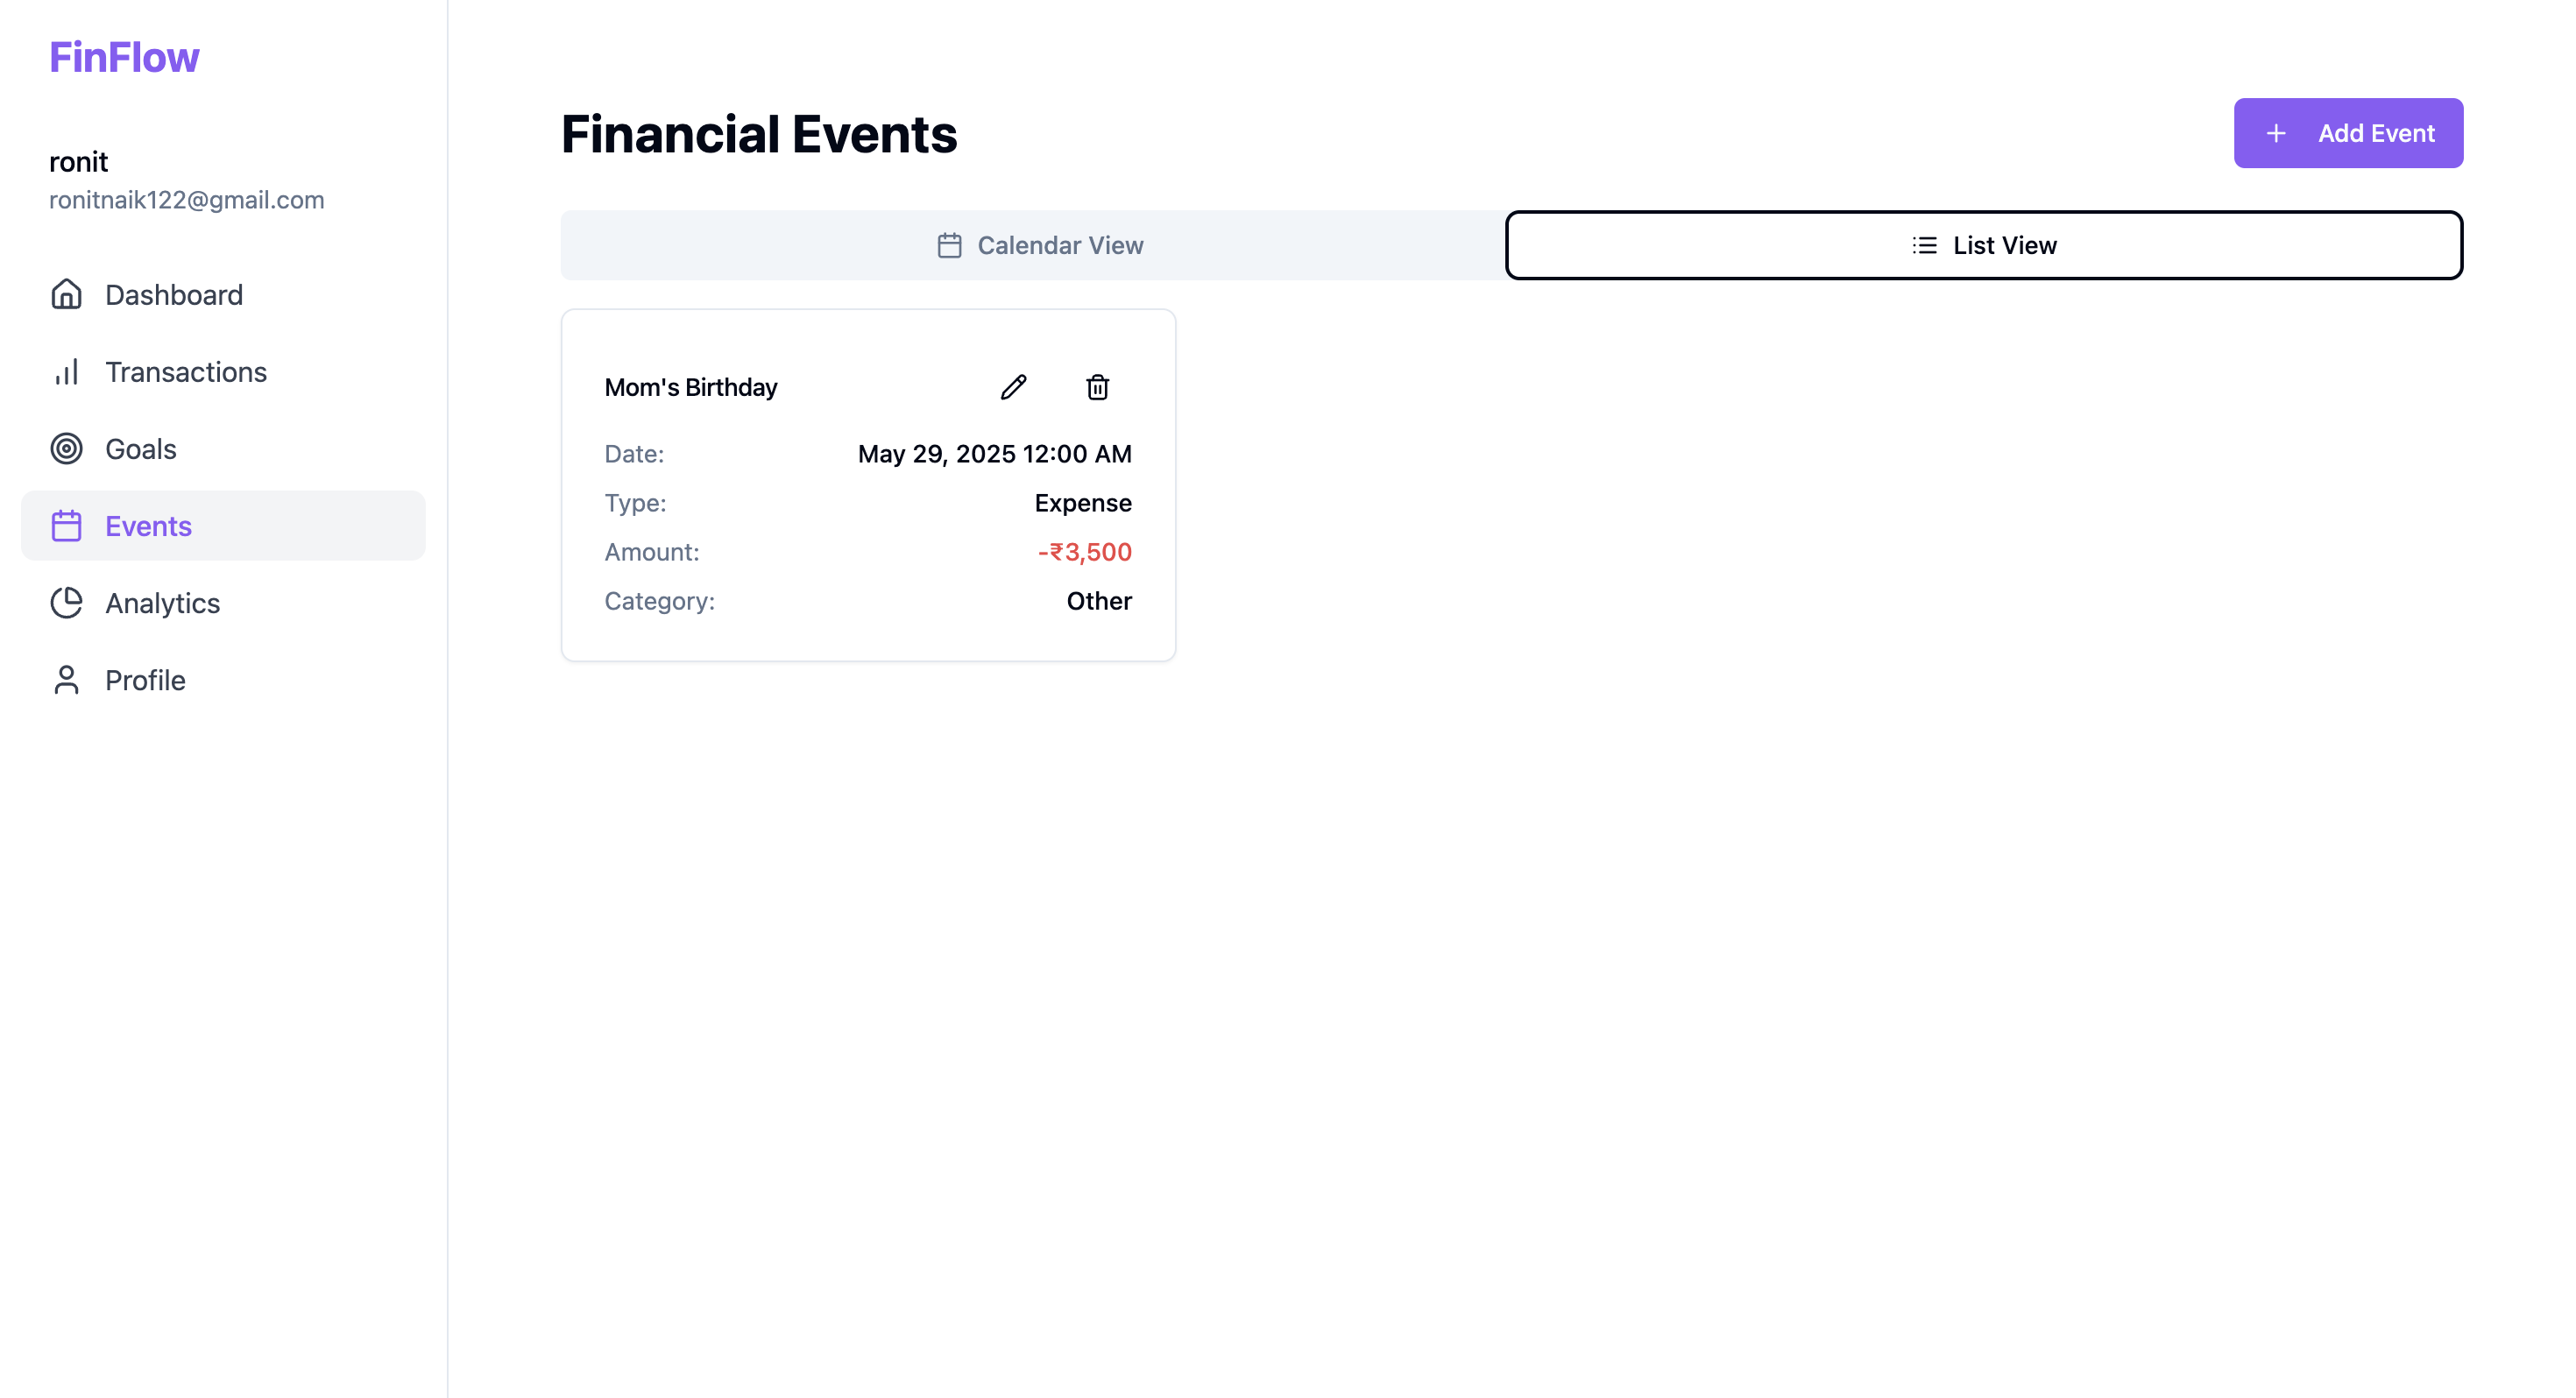 FinFlow
ronit
ronitnaik122@gmail.com
Dashboard
Transactions
Goals
Events
Analytics
Profile
Financial Events
+ Add Event
Calendar View
List View
Mom's Birthday
Date: May 29, 2025 12:00 AM
Type: Expense
Amount: -₹3,500
Category: Other